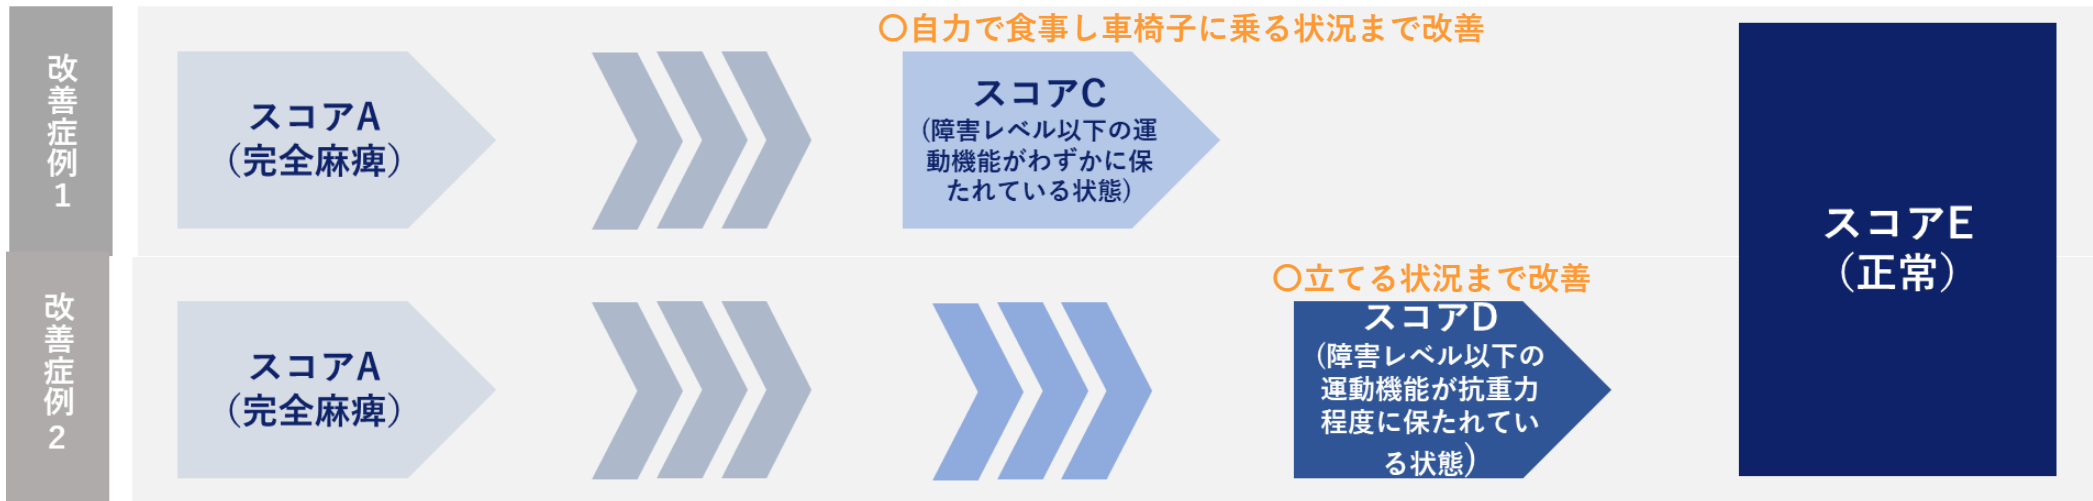 改善症例1
〇自力で食事し車椅子に乗る状況まで改善
スコアA
（完全麻痺）
スコアC
(障害レベル以下の運
動機能がわずかに保
たれている状態)
スコアE
（正常）
改善症例2
〇立てる状況まで改善
スコアA
（完全麻痺）
スコアD
(障害レベル以下の
運動機能が抗重力
程度に保たれてい
る状態)